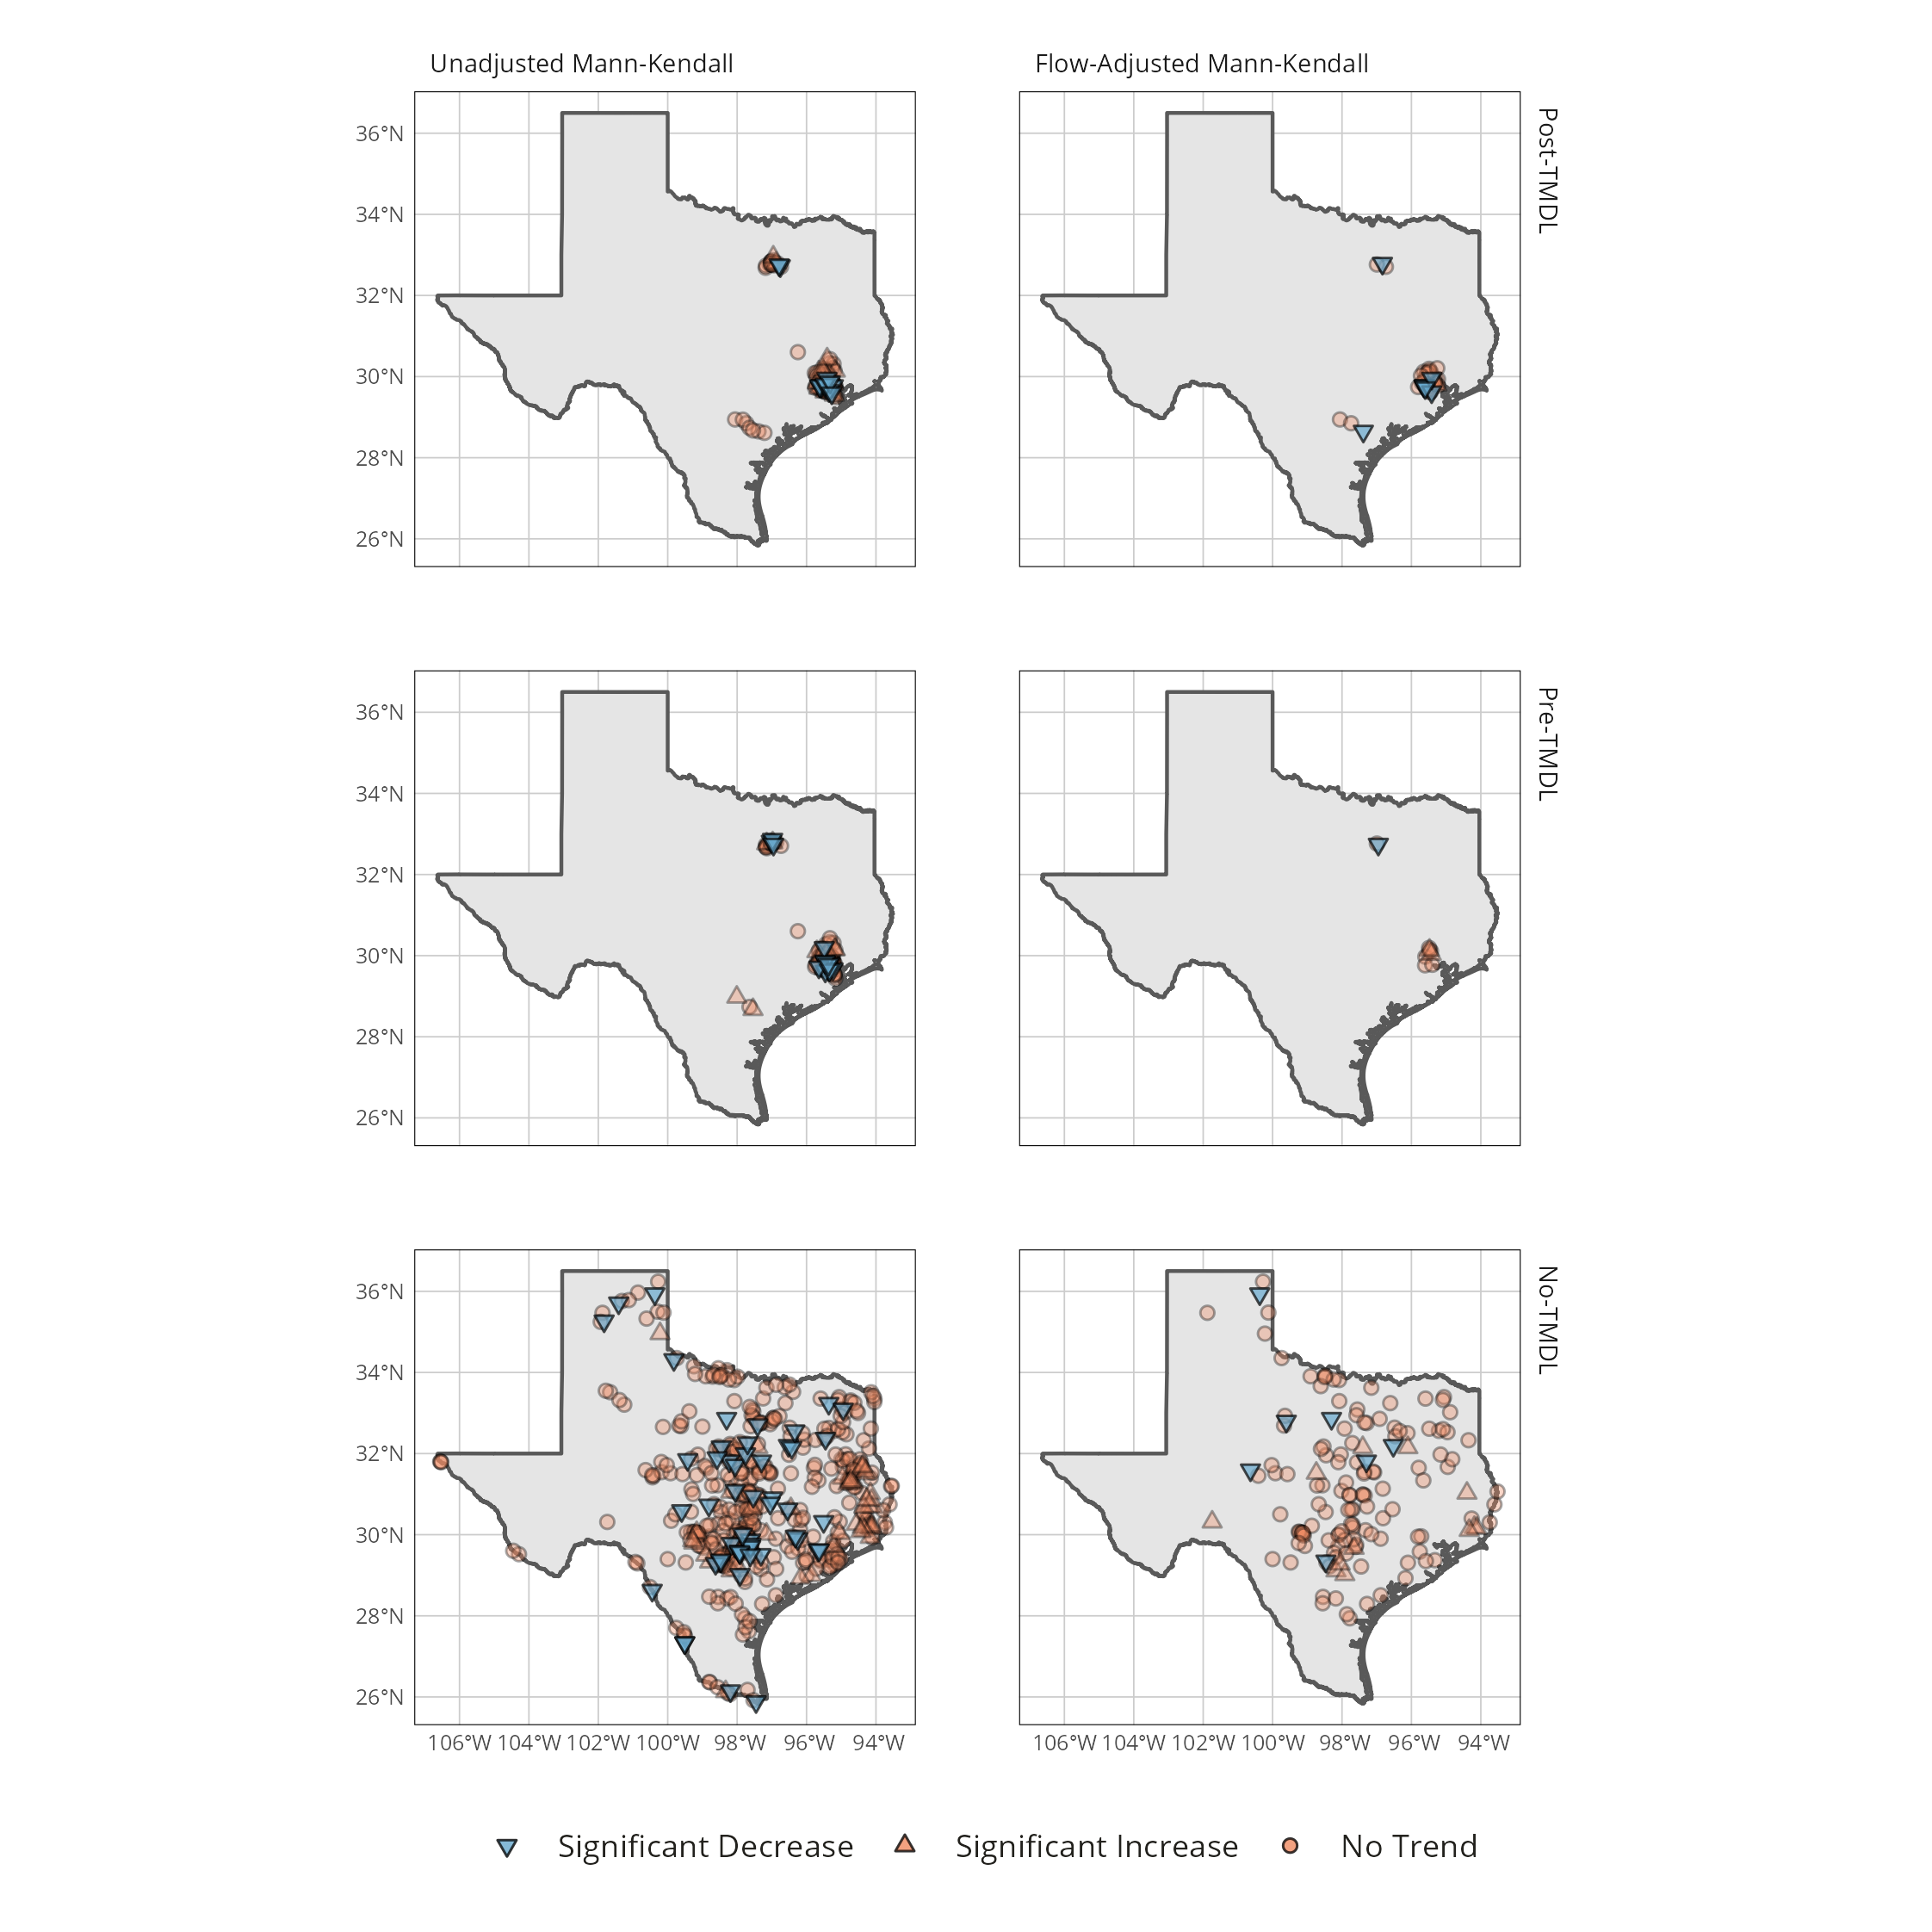 Unadjusted Mann-Kendall Flow-Adjusted Mann-Kendall
Post-TMDL
36°N
34°N
32°N
30°N
28°N
26°N
Pre-TMDL
36°N
34°N
32°N
30°N
28°N
26°N
No-TMDL
36°N
34°N
32°N
30°N
28°N
26°N
106°W 104°W 102°W 100°W 98°W 96°W 94°W 106°W 104°W 102°W 100°W 98°W 96°W 94°W
Significant Decrease Significant Increase No Trend